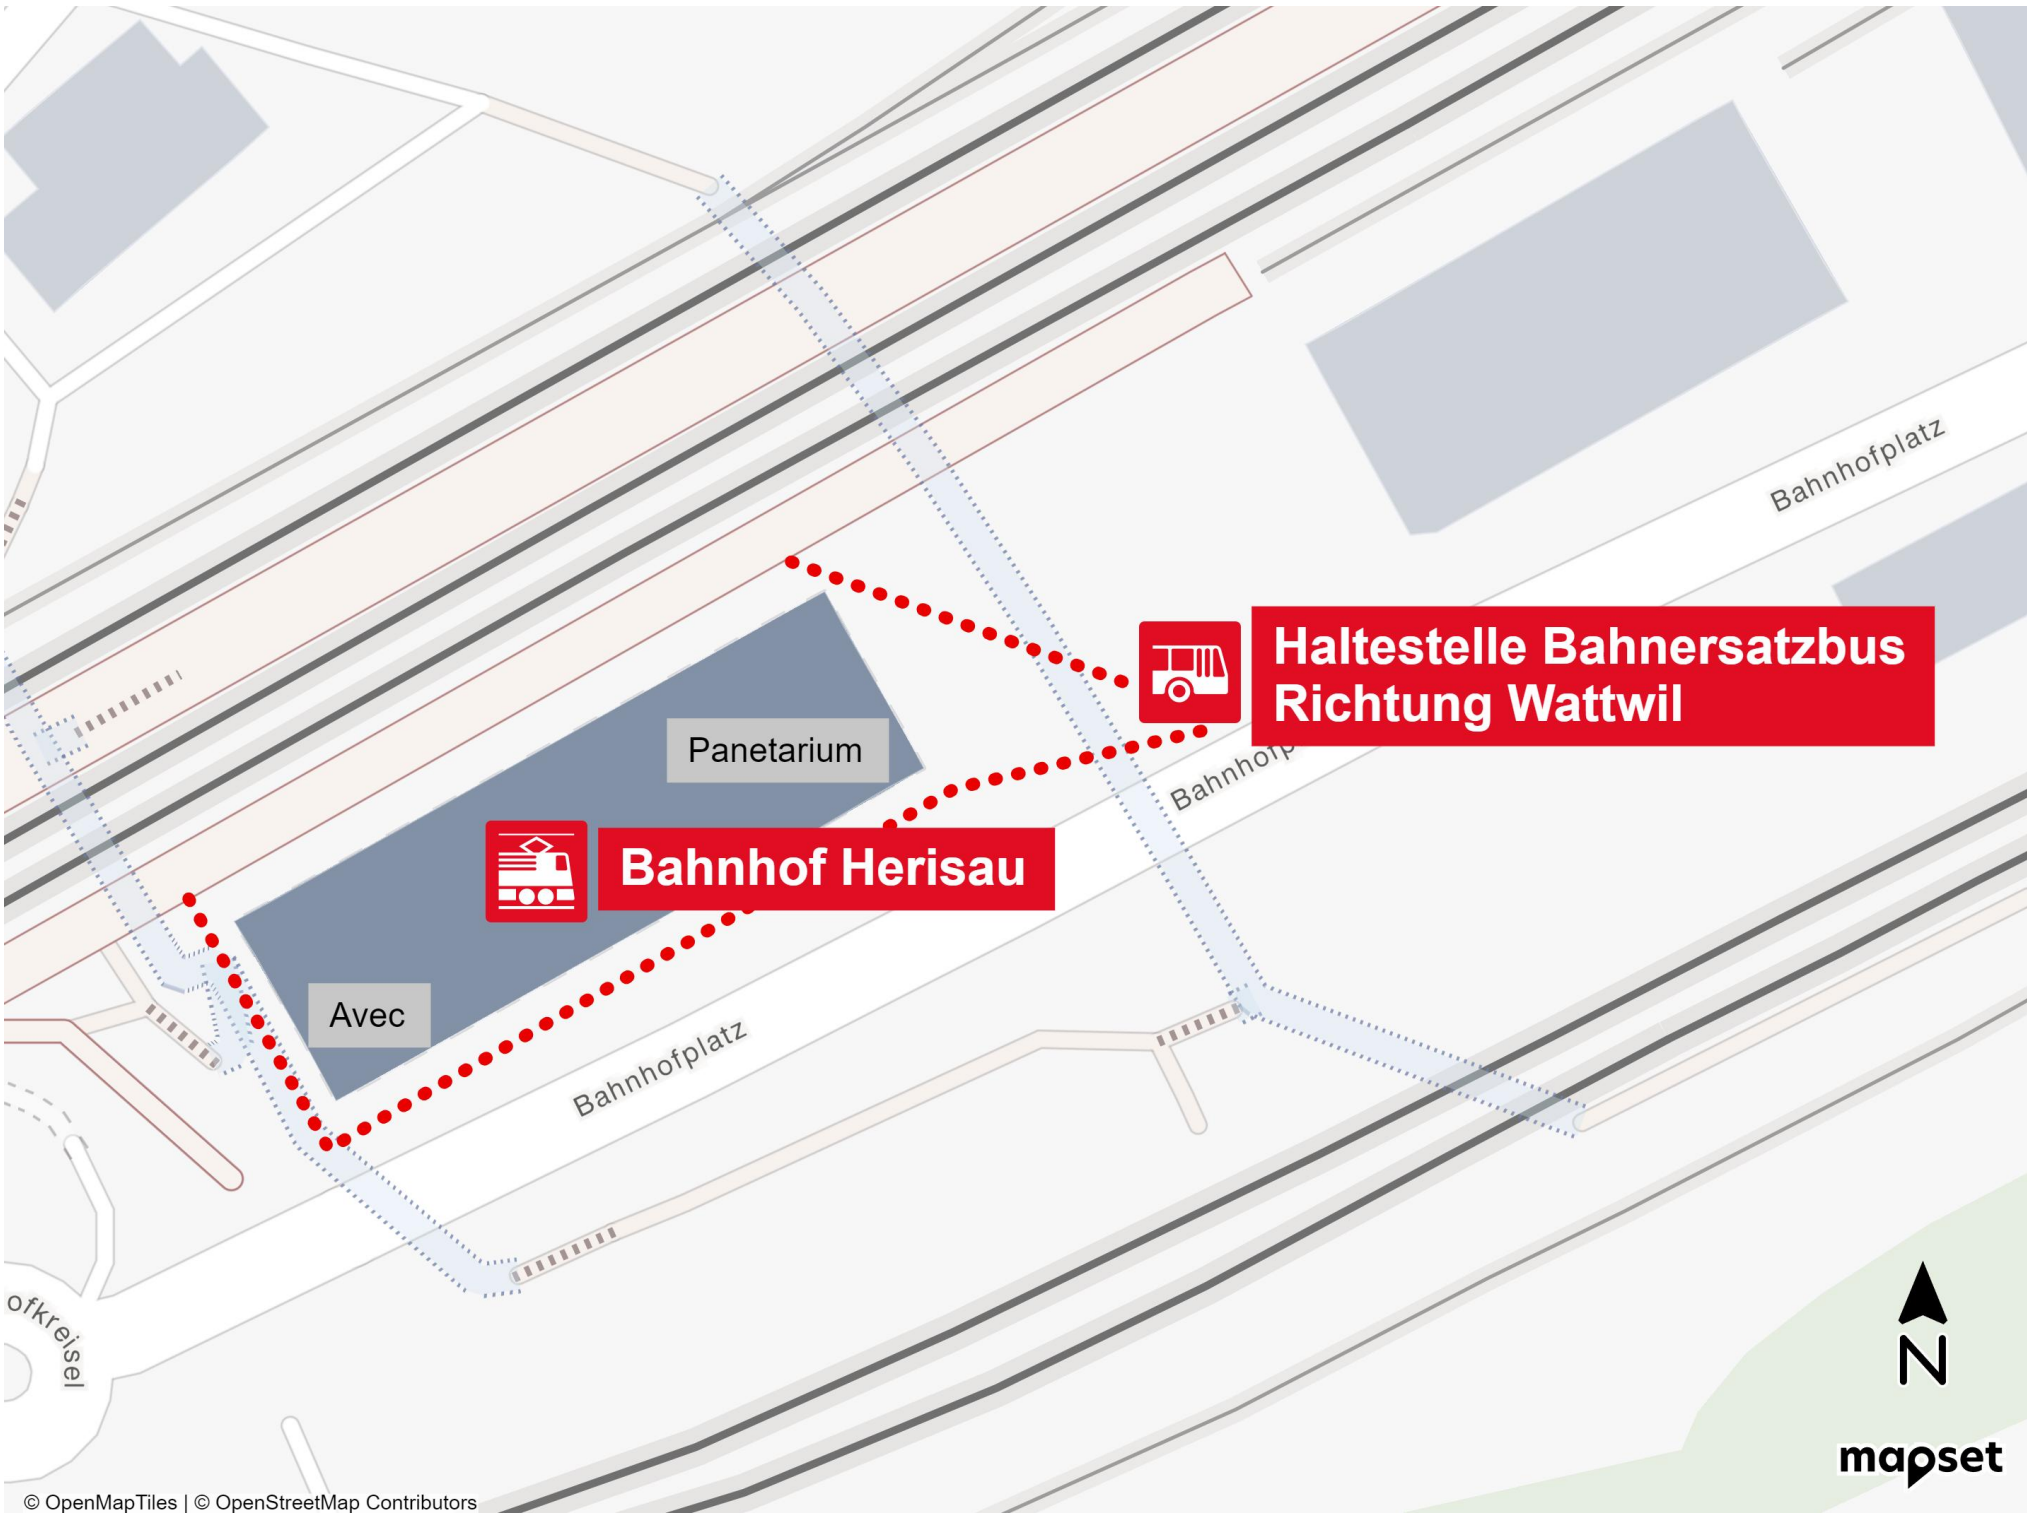 Bahnhofplatz
Haltestelle Bahnersatzbus
Richtung Wattwil
Panetarium
Bahnhofp
Bahnhof Herisau
Avec
Bahnhofplatz
ofkreisel
N
mapset
© OpenMapTiles | © OpenStreetMap Contributors